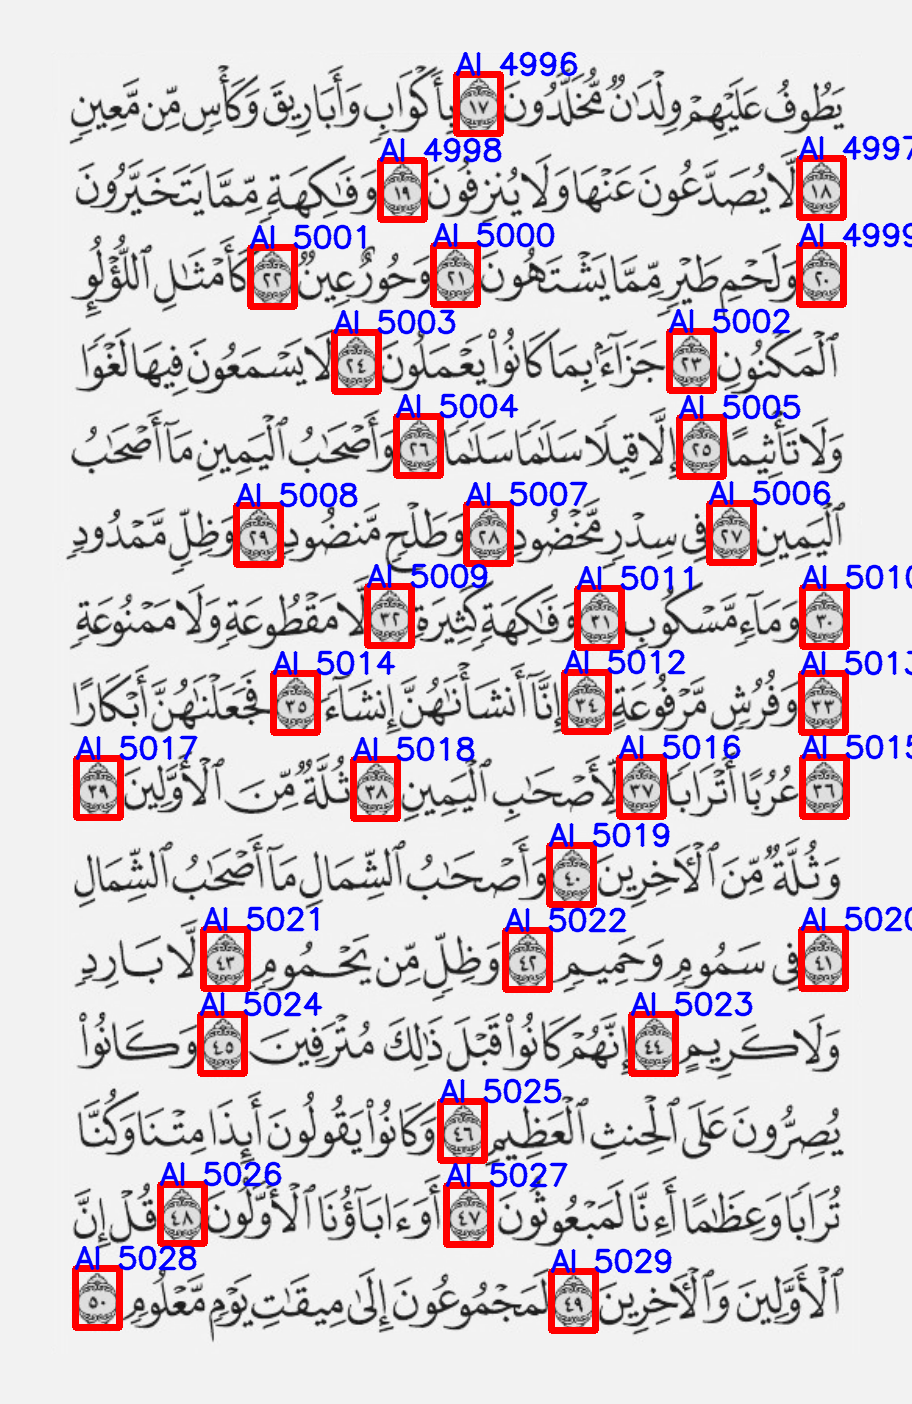 AI 4996
يَطُوفُ عَلَيْهِمْ وِلْدَٰنٌ مُّخَلَّدُونَ ١٧ بِأَكْوَابٍ وَأَبَارِيقَ وَكَأْسٍ مِّن مَّعِينٍ
AI 4997 AI 4998
١٨ لَّا يُصَدَّعُونَ عَنْهَا وَلَا يُنزِفُونَ ١٩ وَفَٰكِهَةٍ مِّمَّا يَتَخَيَّرُونَ
AI 4999 AI 5000 AI 5001
٢٠ وَلَحْمِ طَيْرٍ مِّمَّا يَشْتَهُونَ ٢١ وَحُورٌ عِينٌ ٢٢ كَأَمْثَٰلِ ٱللُّؤْلُؤِ
AI 5002 AI 5003
ٱلْمَكْنُونِ ٢٣ جَزَآءًۢ بِمَا كَانُوا۟ يَعْمَلُونَ ٢٤ لَا يَسْمَعُونَ فِيهَا لَغْوًا
AI 5005 AI 5004
وَلَا تَأْثِيمًا ٢٥ إِلَّا قِيلًا سَلَٰمًا سَلَٰمًا ٢٦ وَأَصْحَٰبُ ٱلْيَمِينِ مَآ أَصْحَٰبُ
AI 5006 AI 5007 AI 5008
ٱلْيَمِينِ ٢٧ فِى سِدْرٍ مَّخْضُودٍ ٢٨ وَطَلْحٍ مَّنضُودٍ ٢٩ وَظِلٍّ مَّمْدُودٍ
AI 5010 AI 5011 AI 5009
٣٠ وَمَآءٍ مَّسْكُوبٍ ٣١ وَفَٰكِهَةٍ كَثِيرَةٍ ٣٢ لَّا مَقْطُوعَةٍ وَلَا مَمْنُوعَةٍ
AI 5013 AI 5012 AI 5014
٣٣ وَفُرُشٍ مَّرْفُوعَةٍ ٣٤ إِنَّآ أَنشَأْنَٰهُنَّ إِنشَآءً ٣٥ فَجَعَلْنَٰهُنَّ أَبْكَارًا
AI 5015 AI 5016 AI 5018 AI 5017
٣٦ عُرُبًا أَتْرَابًا ٣٧ لِّأَصْحَٰبِ ٱلْيَمِينِ ٣٨ ثُلَّةٌ مِّنَ ٱلْأَوَّلِينَ ٣٩
AI 5019
وَثُلَّةٌ مِّنَ ٱلْـَٔاخِرِينَ ٤٠ وَأَصْحَٰبُ ٱلشِّمَالِ مَآ أَصْحَٰبُ ٱلشِّمَالِ
AI 5020 AI 5022 AI 5021
٤١ فِى سَمُومٍ وَحَمِيمٍ ٤٢ وَظِلٍّ مِّن يَحْمُومٍ ٤٣ لَّا بَارِدٍ
AI 5023 AI 5024
وَلَا كَرِيمٍ ٤٤ إِنَّهُمْ كَانُوا۟ قَبْلَ ذَٰلِكَ مُتْرَفِينَ ٤٥ وَكَانُوا۟
AI 5025
يُصِرُّونَ عَلَى ٱلْحِنثِ ٱلْعَظِيمِ ٤٦ وَكَانُوا۟ يَقُولُونَ أَئِذَا مِتْنَا وَكُنَّا
AI 5027 AI 5026
تُرَابًا وَعِظَٰمًا أَءِنَّا لَمَبْعُوثُونَ ٤٧ أَوَءَابَآؤُنَا ٱلْأَوَّلُونَ ٤٨ قُلْ إِنَّ
AI 5029 AI 5028
ٱلْأَوَّلِينَ وَٱلْـَٔاخِرِينَ ٤٩ لَمَجْمُوعُونَ إِلَىٰ مِيقَٰتِ يَوْمٍ مَّعْلُومٍ ٥٠